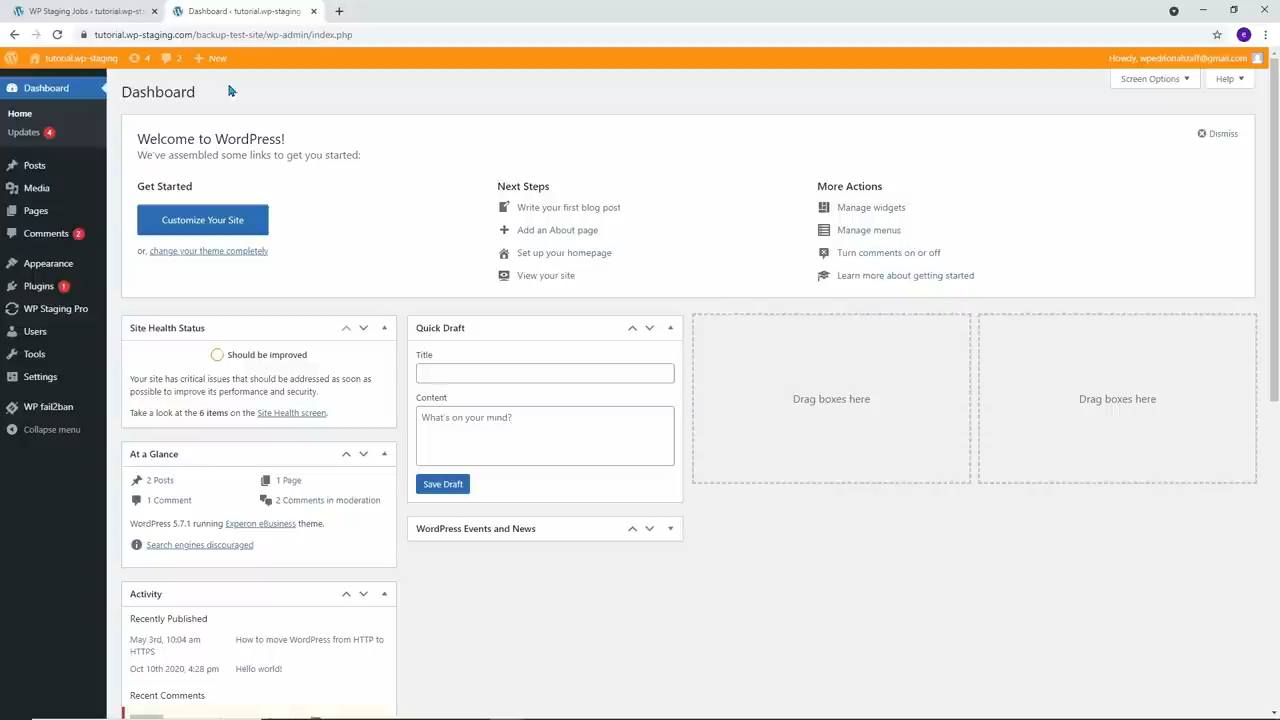 WP Staging Jobs ‹ tutorial.wp-st
Dashboard ‹ tutorial.wp-staging
tutorial.wp-staging.com/backup-test-site/wp-admin/index.php
e
tutorial.wp-staging
4
2
New
Howdy, wpeditorialstaff@gmail.com
Dashboard
Home
Updates 4
Posts
Media
Pages
Comments 2
Appearance
Plugins 1
WP Staging Pro
Users
Tools
Settings
WP fail2ban
Collapse menu
Dashboard
Screen Options
Help
Welcome to WordPress!
We've assembled some links to get you started:
Dismiss
Get Started
Customize Your Site
or, change your theme completely
Next Steps
Write your first blog post
Add an About page
Set up your homepage
View your site
More Actions
Manage widgets
Manage menus
Turn comments on or off
Learn more about getting started
Site Health Status
Should be improved
Your site has critical issues that should be addressed as soon as
possible to improve its performance and security.
Take a look at the 6 items on the Site Health screen.
At a Glance
2 Posts
1 Page
1 Comment
2 Comments in moderation
WordPress 5.7.1 running Experon eBusiness theme.
Search engines discouraged
Activity
Recently Published
May 3rd, 10:04 am
How to move WordPress from HTTP to
HTTPS
Oct 10th 2020, 4:28 pm
Hello world!
Recent Comments
Quick Draft
Title
Content
What's on your mind?
Save Draft
WordPress Events and News
Drag boxes here
Drag boxes here